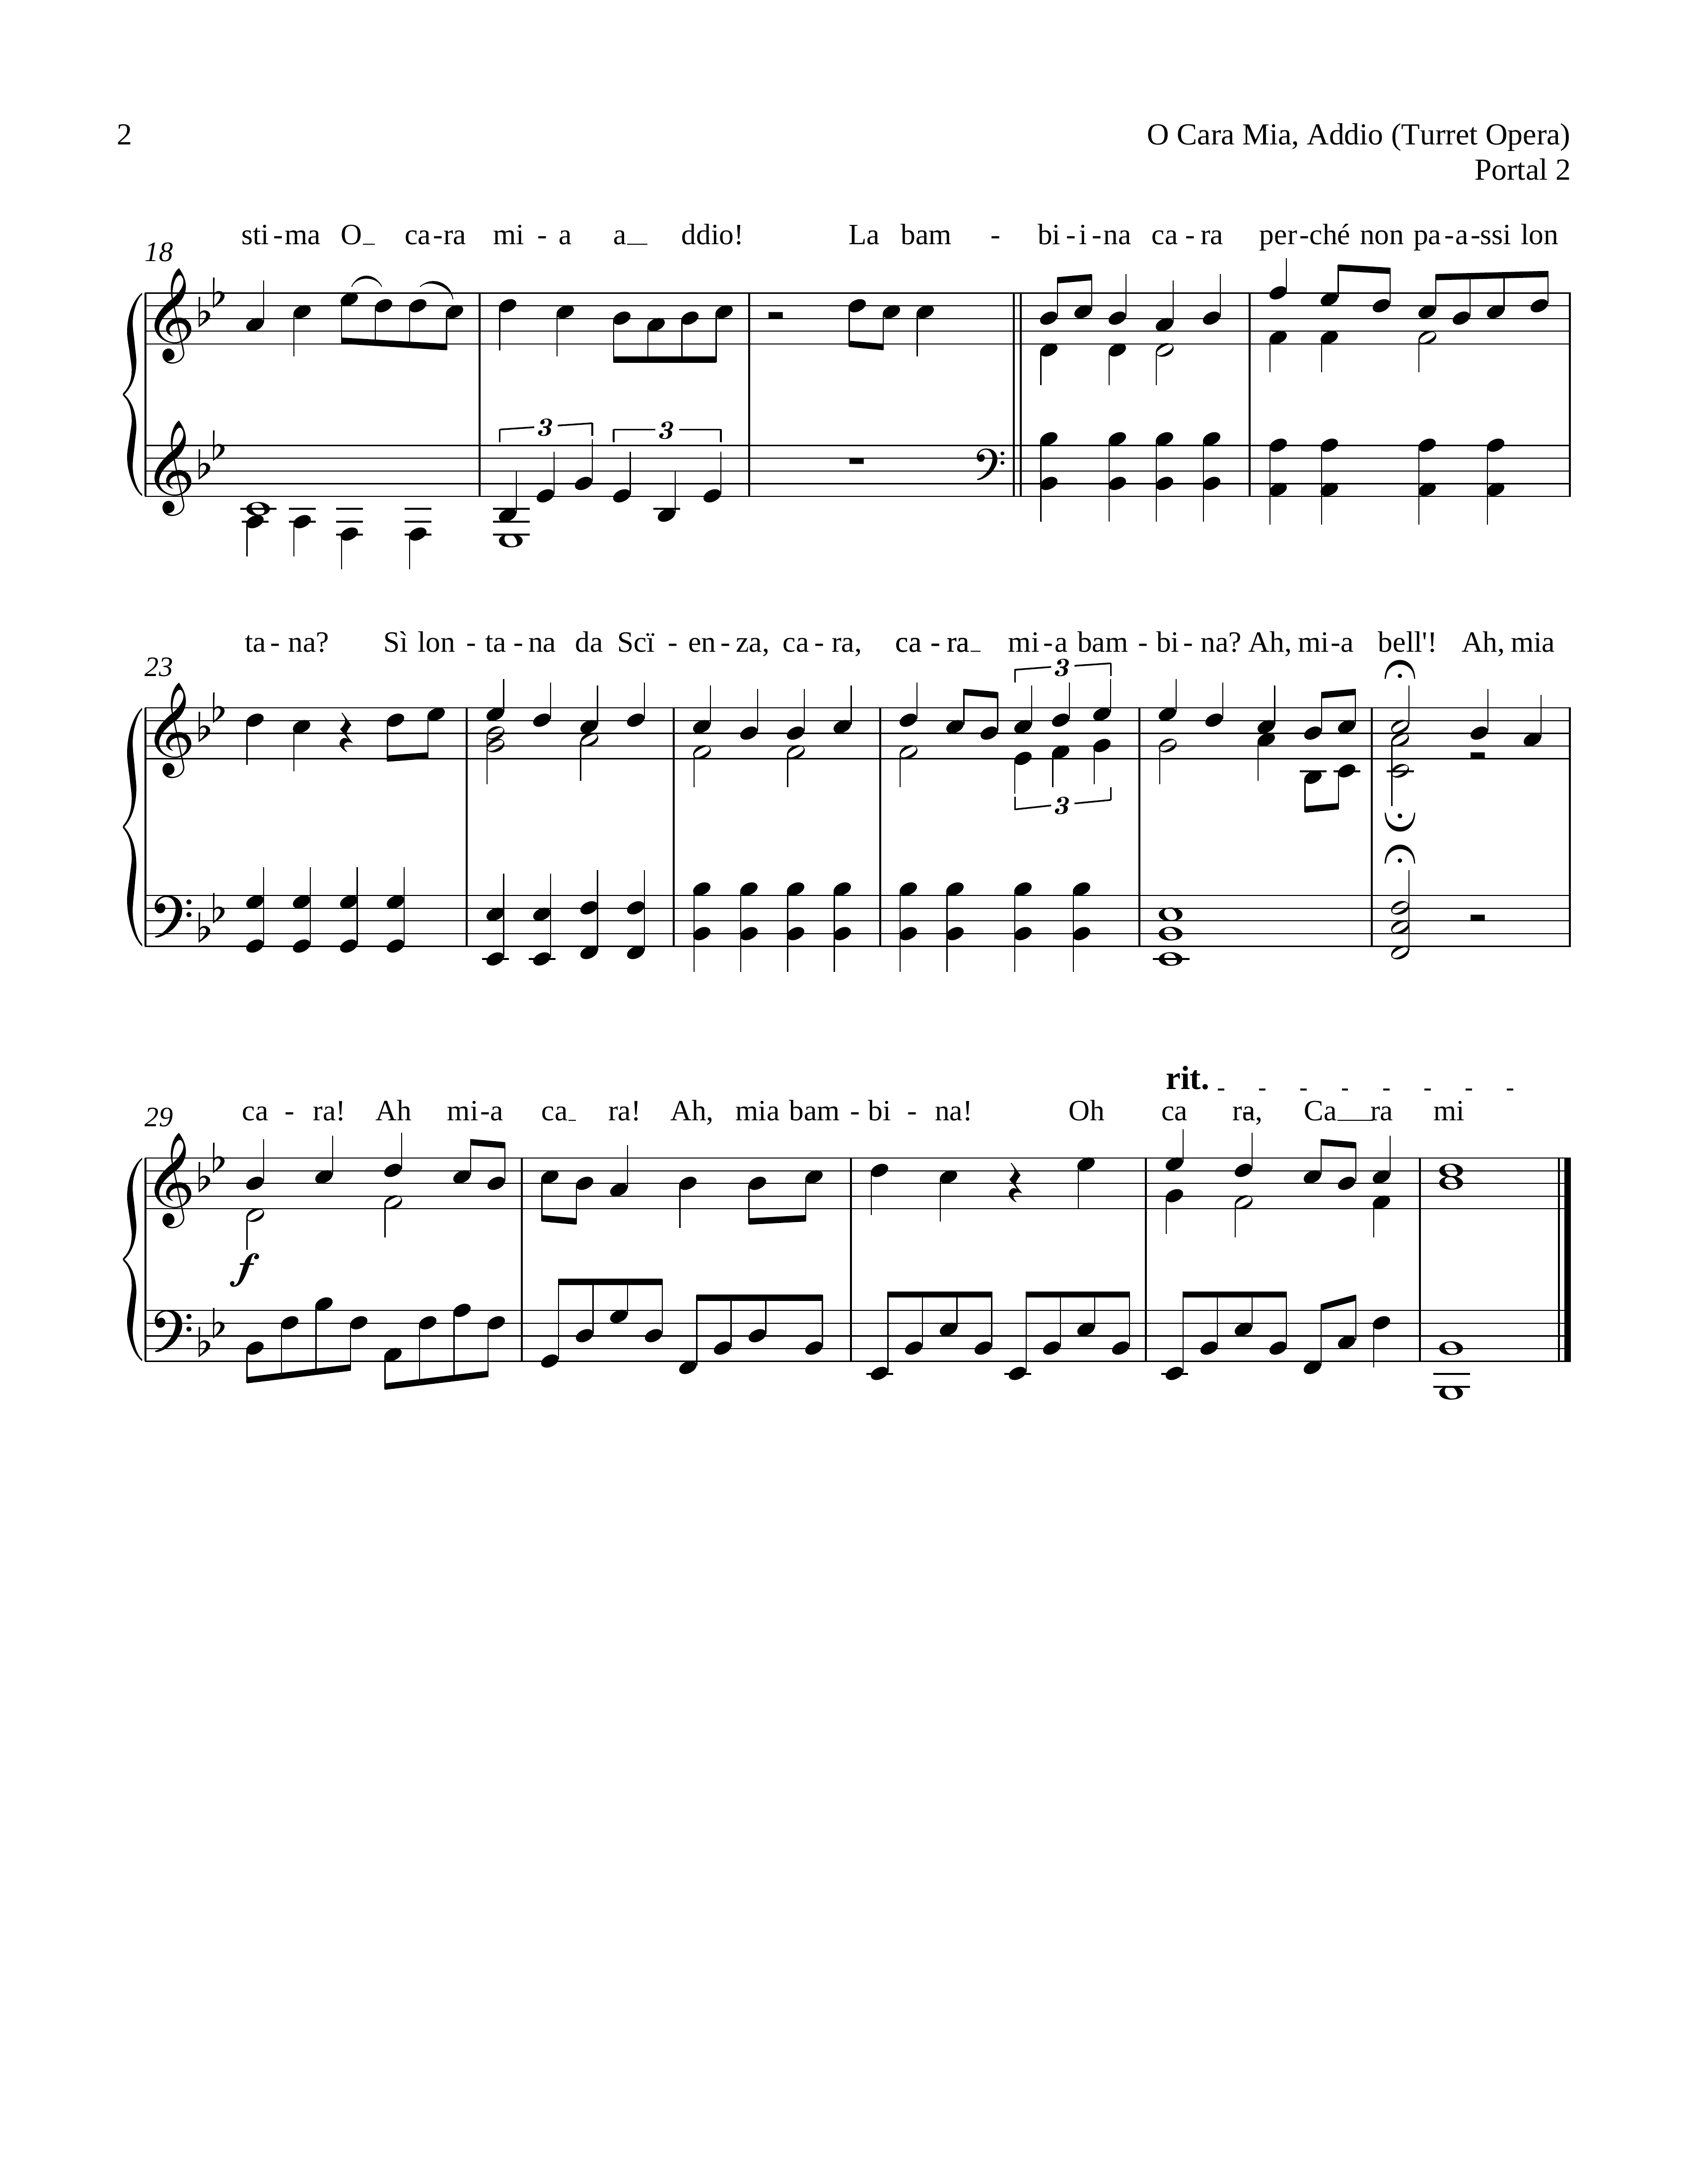 2
O Cara Mia, Addio (Turret Opera)
Portal 2
sti - ma O_ ca - ra mi - a a__ ddio! La bam - bi - i - na ca - ra per - ché non pa - a - ssi lon
18
3 3
ta - na? Sì lon - ta - na da Scï - en - za, ca - ra, ca - ra_ mi - a bam - bi - na? Ah, mi - a bell'! Ah, mia
23
3
3
rit. - - - - - - - -
ca - ra! Ah mi - a ca_ ra! Ah, mia bam - bi - na! Oh ca - ra, Ca__ra mi
29
f